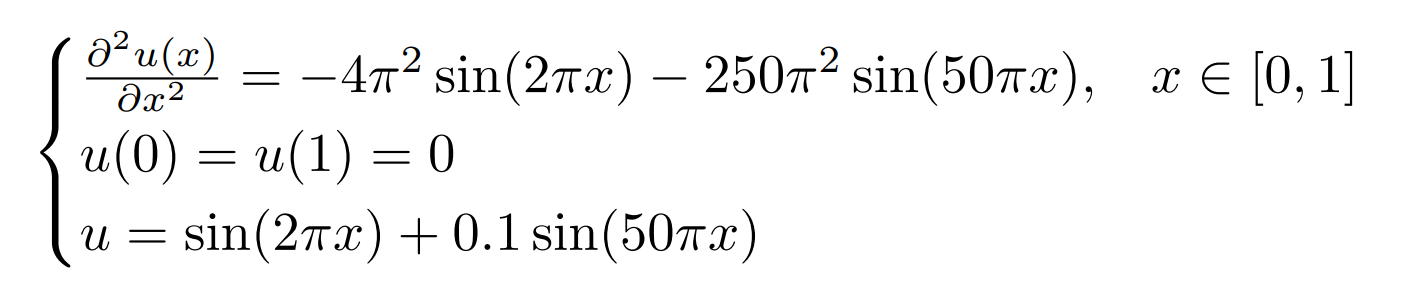 ∂²u(x)/∂x² = −4π² sin(2πx) − 250π² sin(50πx), x ∈ [0, 1]
u(0) = u(1) = 0
u = sin(2πx) + 0.1 sin(50πx)